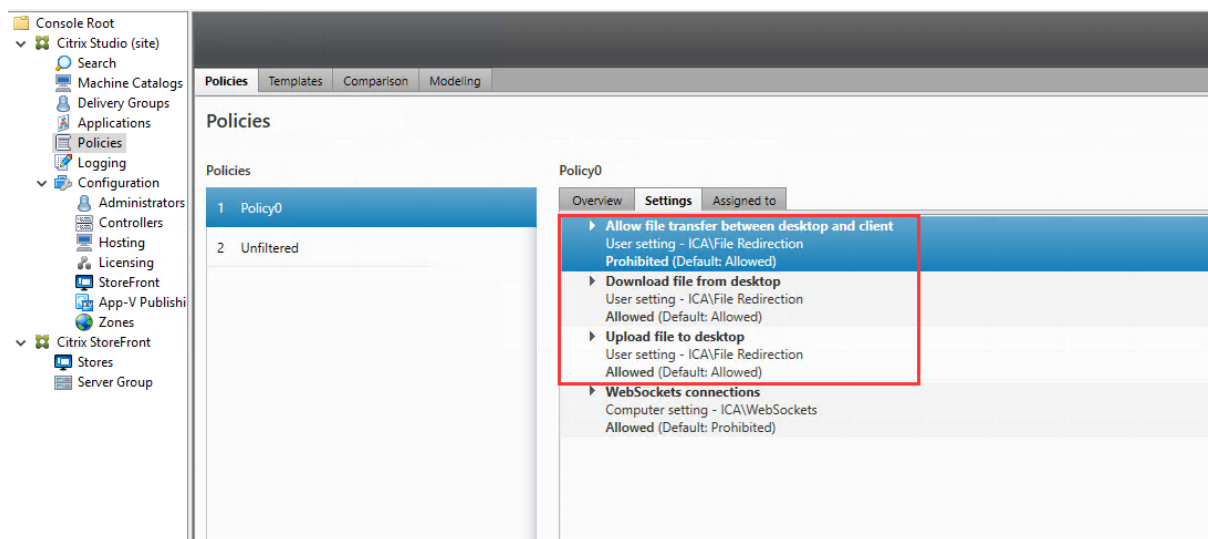 Console Root
Citrix Studio (site)
Search
Machine Catalogs
Delivery Groups
Applications
Policies
Logging
Configuration
Administrators
Controllers
Hosting
Licensing
StoreFront
App-V Publishi
Zones
Citrix StoreFront
Stores
Server Group
Policies Templates Comparison Modeling
Policies
Policies
1 Policy0
2 Unfiltered
Policy0
Overview Settings Assigned to
Allow file transfer between desktop and client
User setting - ICA\File Redirection
Prohibited (Default: Allowed)
Download file from desktop
User setting - ICA\File Redirection
Allowed (Default: Allowed)
Upload file to desktop
User setting - ICA\File Redirection
Allowed (Default: Allowed)
WebSockets connections
Computer setting - ICA\WebSockets
Allowed (Default: Prohibited)